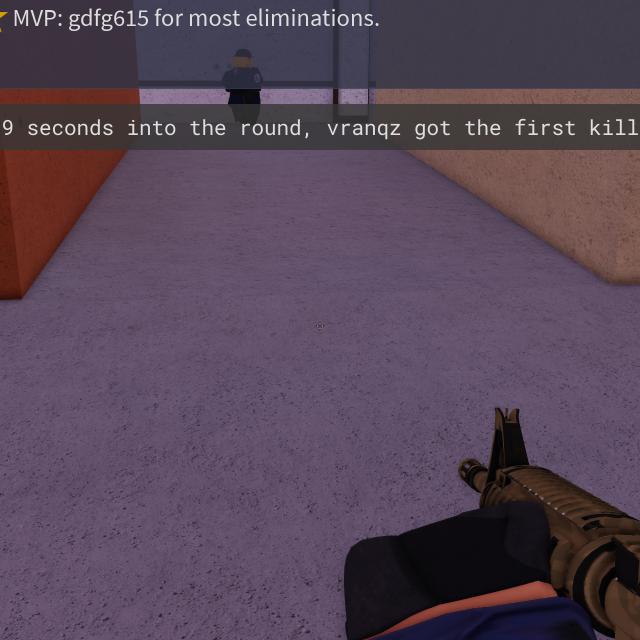 MVP: gdfg615 for most eliminations.
9 seconds into the round, vranqz got the first kill